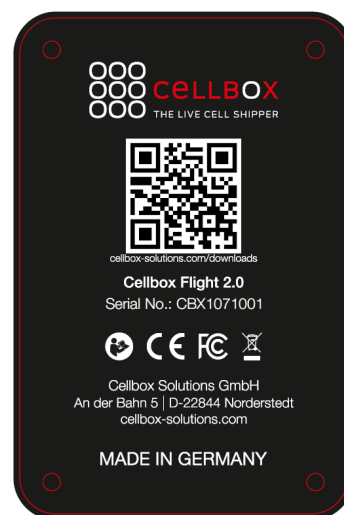 CELLBOX
THE LIVE CELL SHIPPER
cellbox-solutions.com/downloads
Cellbox Flight 2.0
Serial No.: CBX1071001
CE FC
Cellbox Solutions GmbH
An der Bahn 5 | D-22844 Norderstedt
cellbox-solutions.com
MADE IN GERMANY